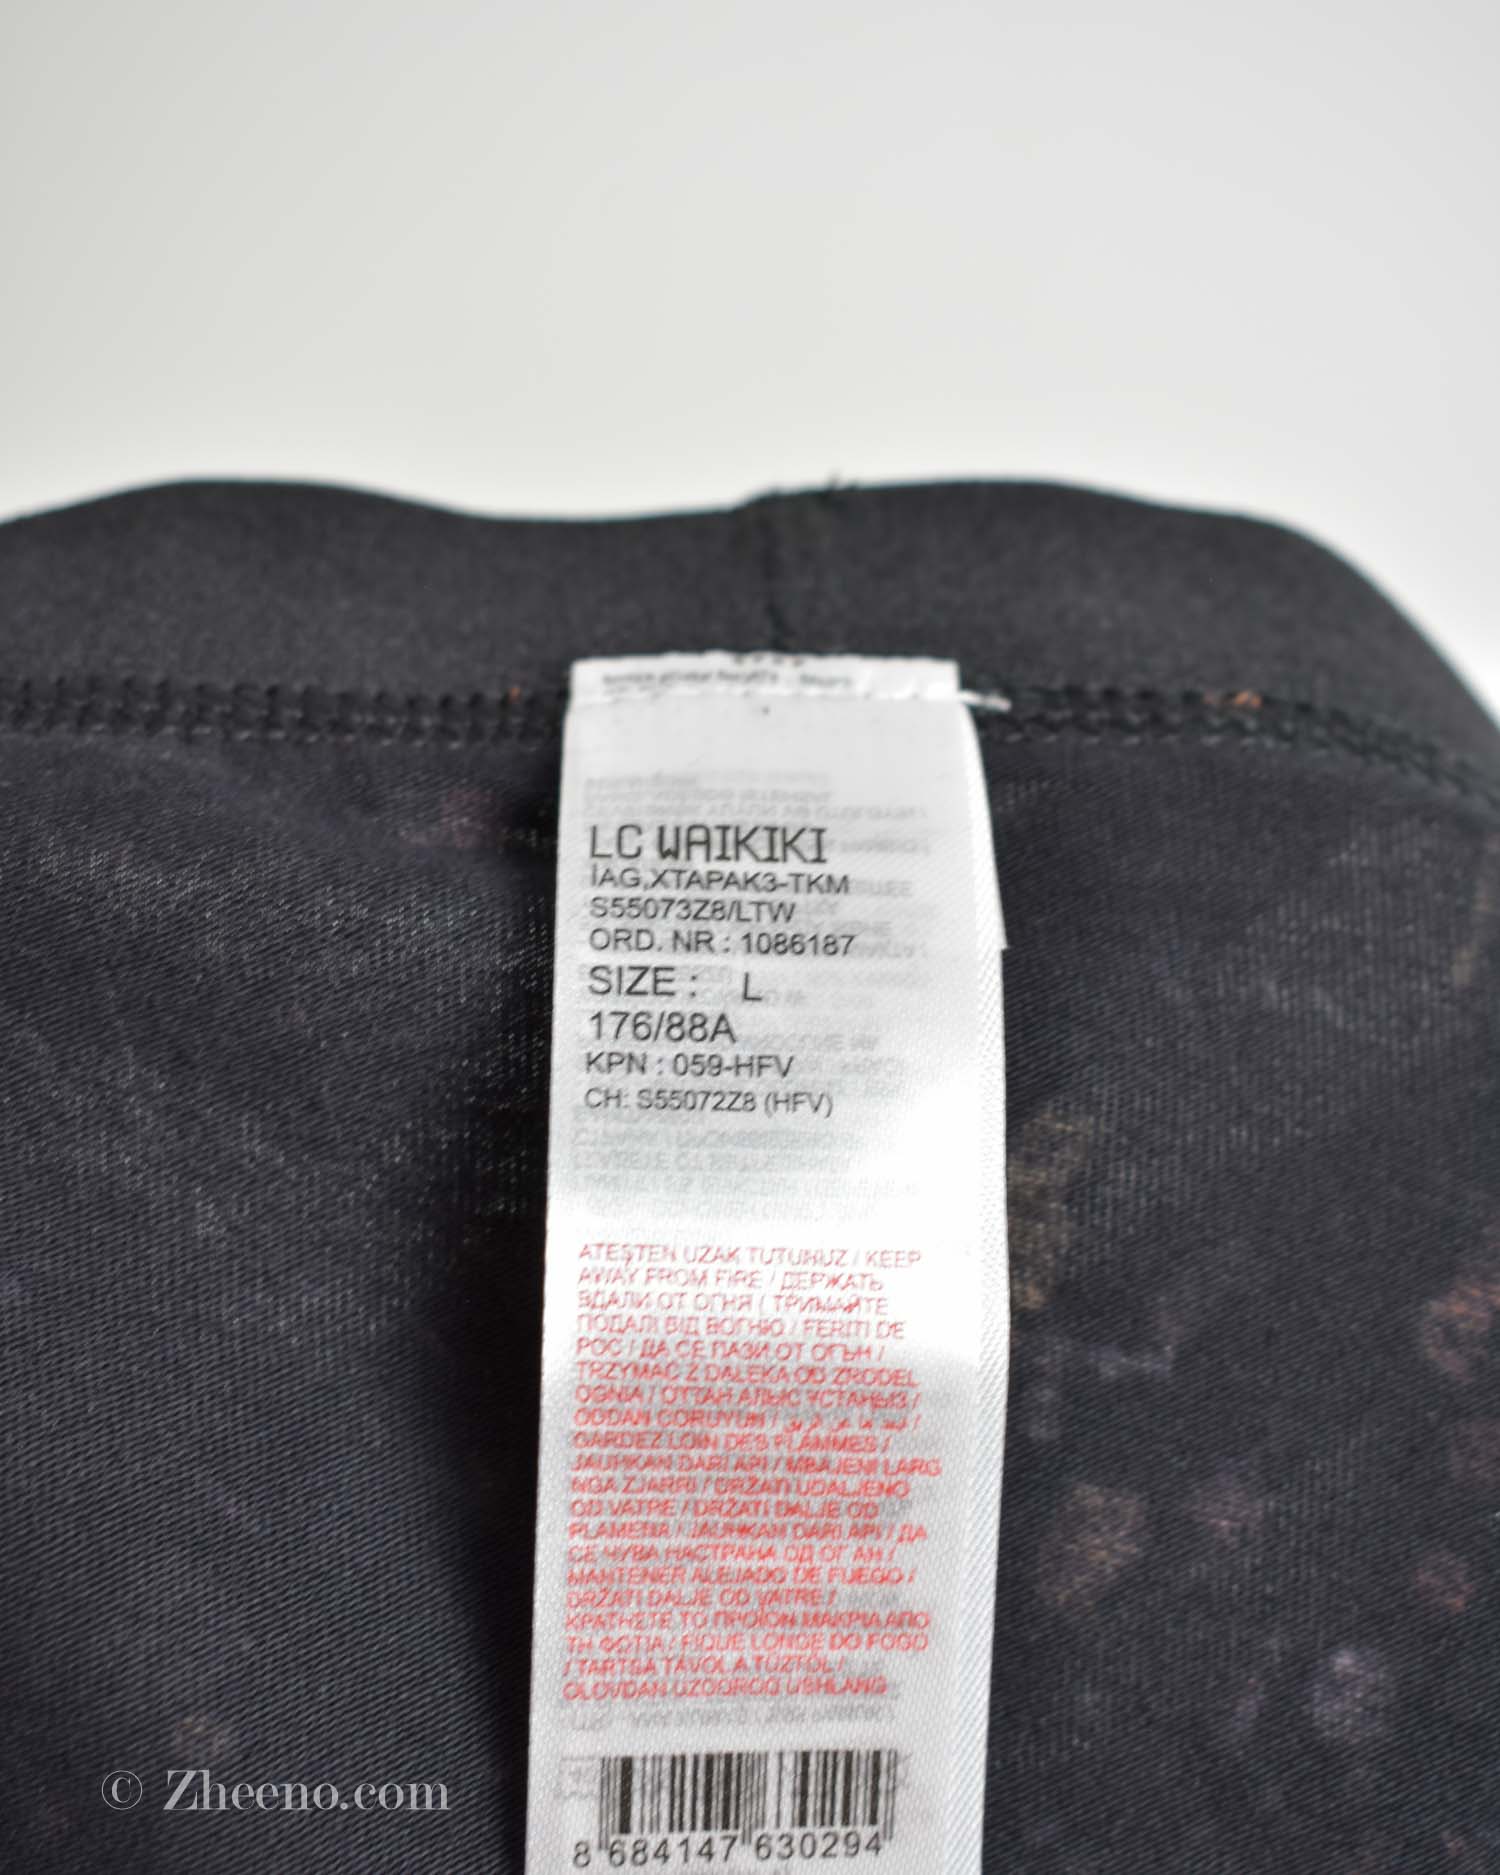 LC WAIKIKI
IAG,XTAPAK3-TKM
S55073Z8/LTW
ORD. NR : 1086187
SIZE : L
176/88A
KPN : 059-HFV
CH: S55072Z8 (HFV)
ATEŞTEN UZAK TUTUNUZ / KEEP
AWAY FROM FIRE / ДЕРЖАТЬ
ВДАЛИ ОТ ОГНЯ / ТРИМАЙТЕ
ПОДАЛІ ВІД ВОГНЮ / FERITI DE
FOC / ДА СЕ ПАЗИ ОТ ОГЪН /
TRZYMAC Z DALEKA OD ZRODEL
OGNIA / ОТТАН АЛЫС ҰСТАҢЫЗ /
ODDAN QORUYUN /
GARDEZ LOIN DES FLAMMES /
JAUHKAN DARI API / MBAJENI LARG
NGA ZJARRI / DRŽATI UDALJENO
OD VATRE / DRŽATI DALJE OD
PLAMENA / JAUHKAN DARI API / ДА
СЕ ЧУВА НАСТРАНА ОД ОГАН /
MANTENER ALEJADO DE FUEGO /
DRŽATI DALJE OD VATRE /
ΚΡΑΤΗΣΤΕ ΤΟ ΠΡΟΪΟΝ ΜΑΚΡΙΑ ΑΠΟ
ΤΗ ΦΩΤΙΑ / FIQUE LONGE DO FOGO
/ TARTSA TÁVOL A TŰZTŐL /
OLOVDAN UZOQROQ USHLANG
8 684147 630294
© Zheeno.com